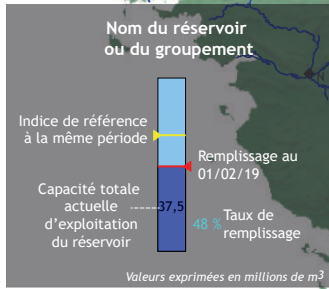 Nom du réservoir
ou du groupement
Indice de référence
à la même période
Remplissage au
01/02/19
Capacité totale
actuelle
d'exploitation
du réservoir
37,5
48 %
Taux de
remplissage
Valeurs exprimées en millions de m3